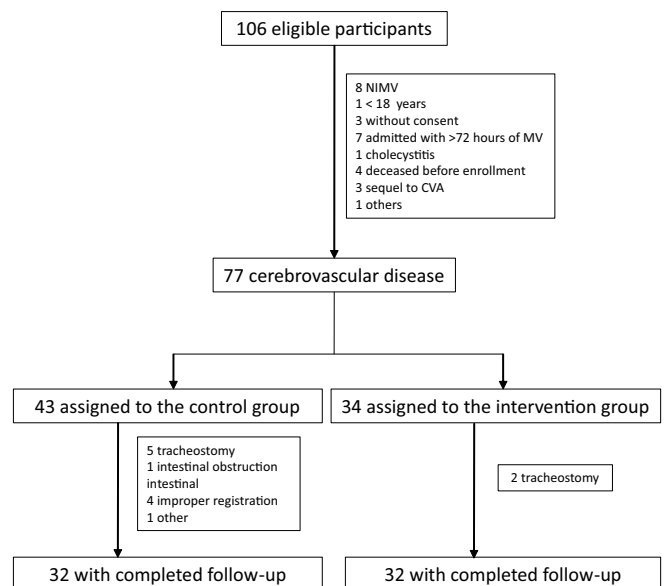 106 eligible participants
8 NIMV
1 < 18 years
3 without consent
7 admitted with >72 hours of MV
1 cholecystitis
4 deceased before enrollment
3 sequel to CVA
1 others
77 cerebrovascular disease
43 assigned to the control group
34 assigned to the intervention group
5 tracheostomy
1 intestinal obstruction
intestinal
4 improper registration
1 other
2 tracheostomy
32 with completed follow-up
32 with completed follow-up